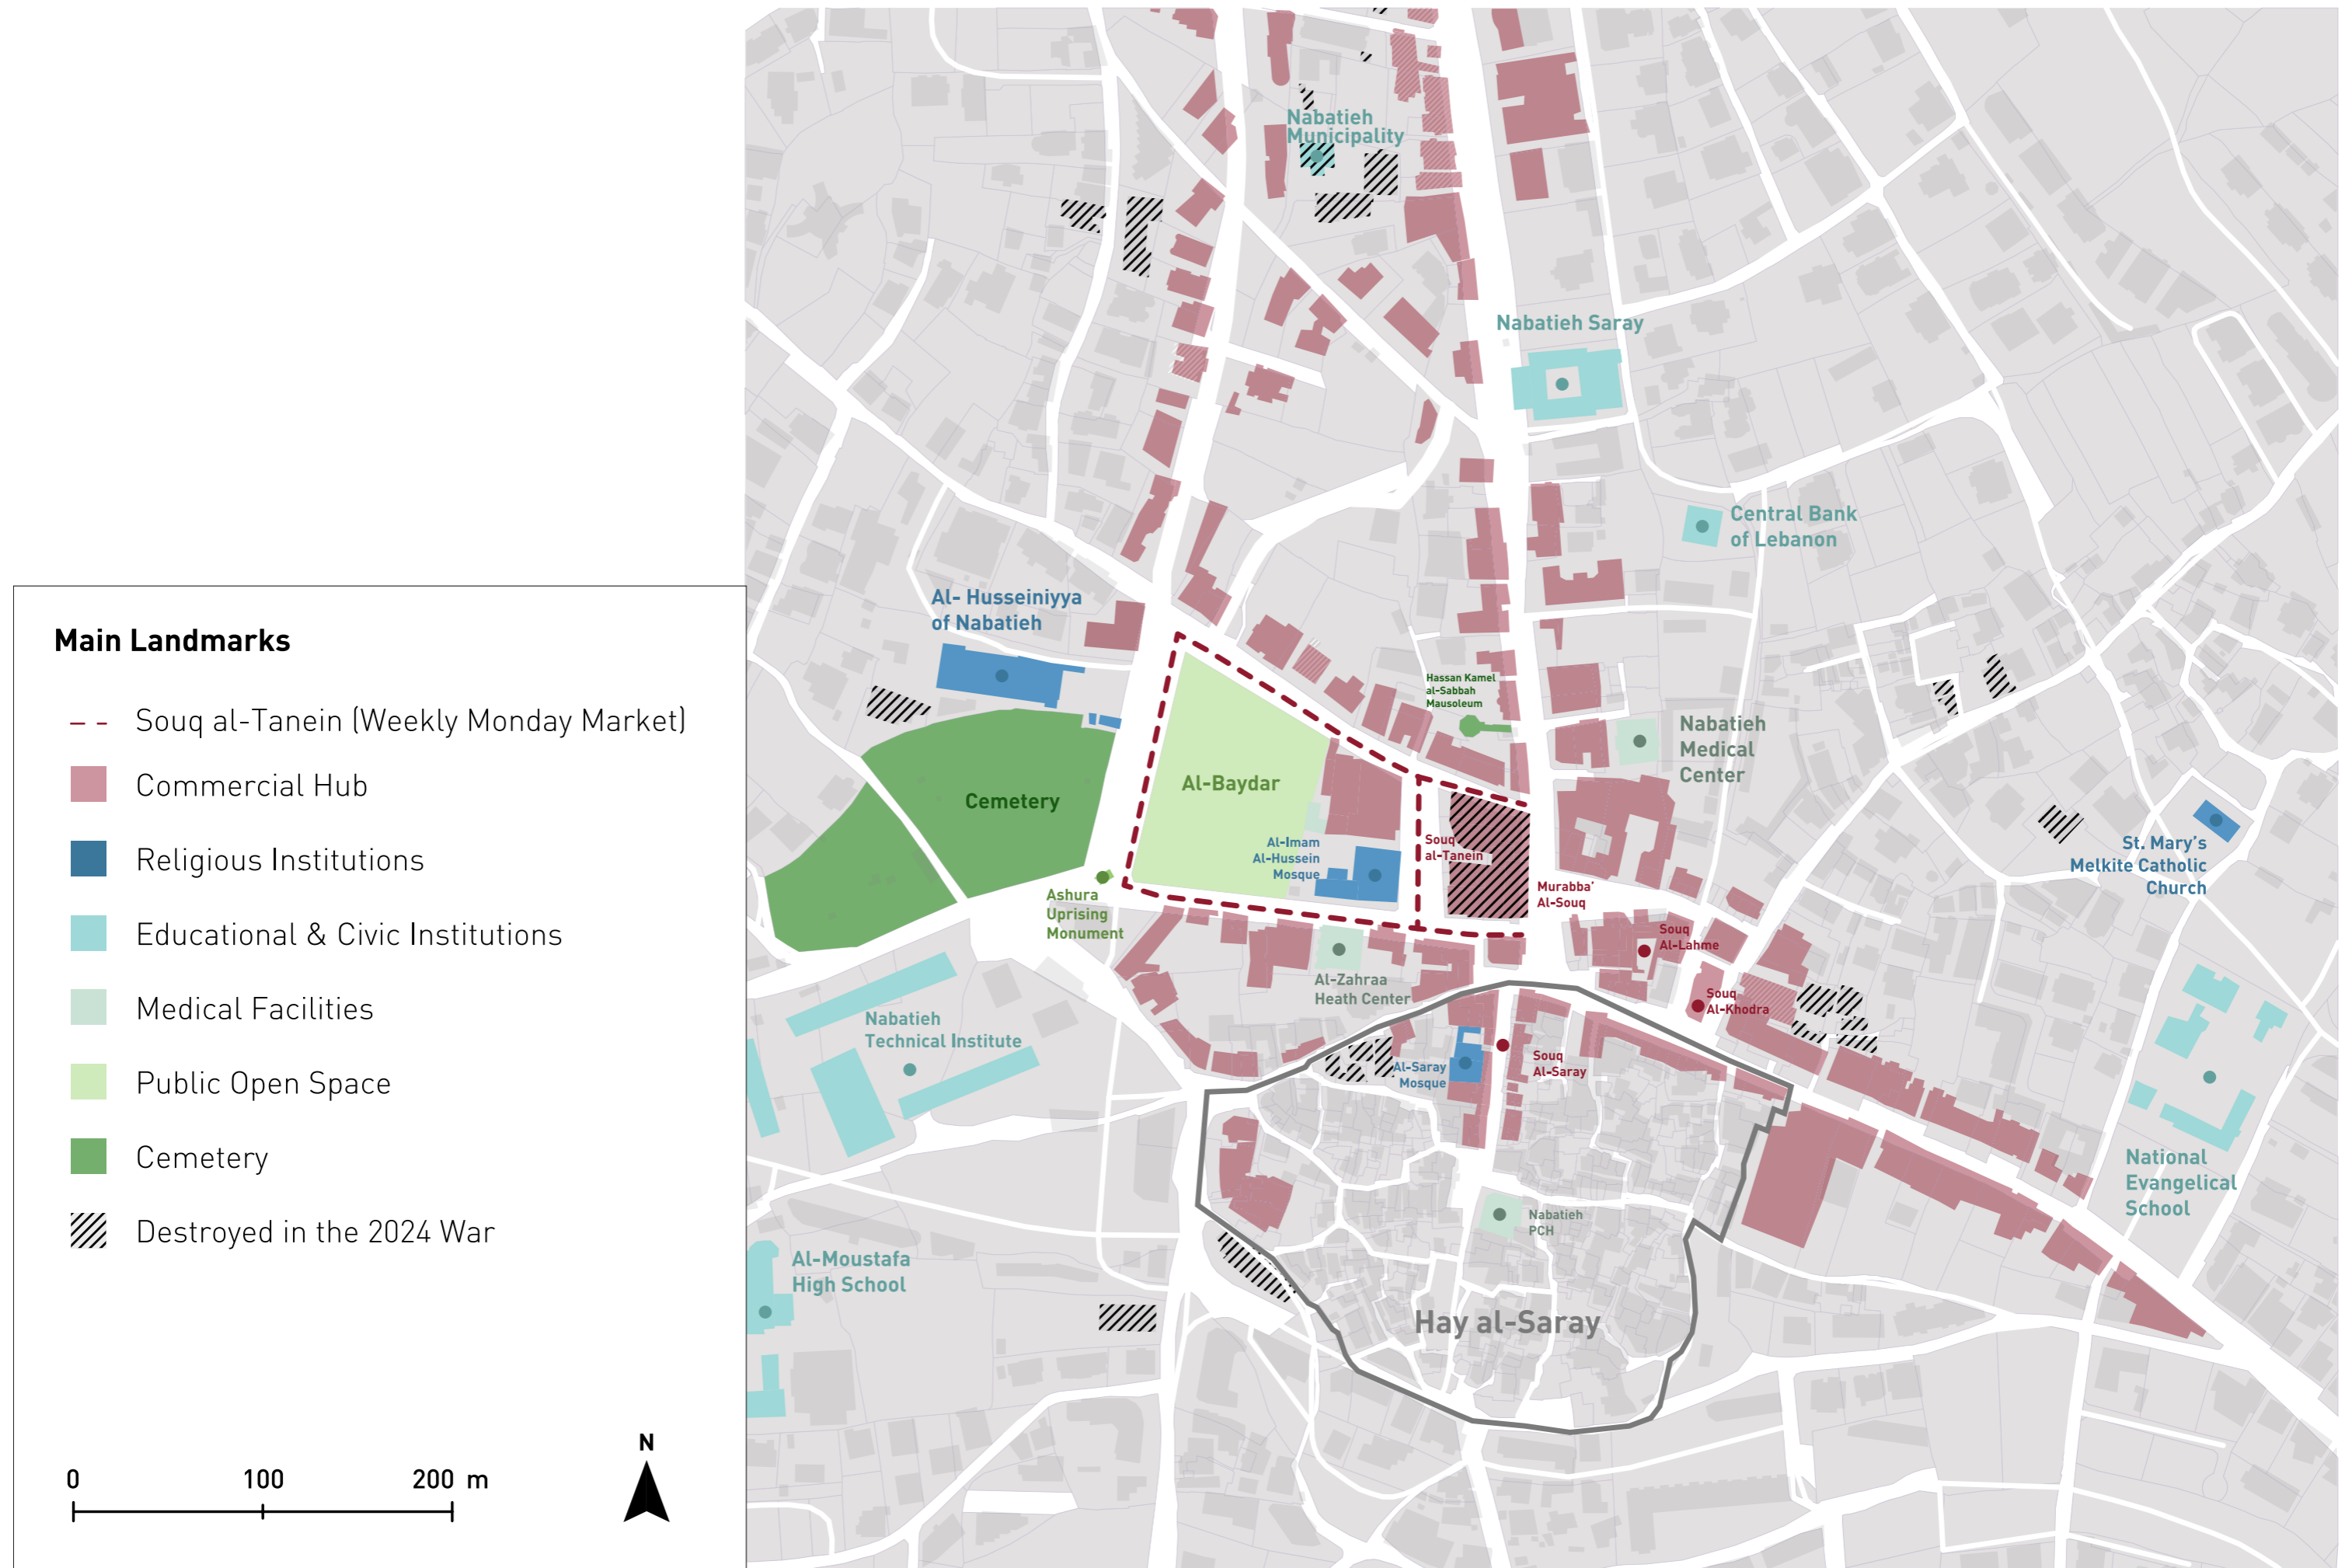 Nabatieh
Municipality
Nabatieh Saray
Central Bank
of Lebanon
Al- Husseiniyya
of Nabatieh
Hassan Kamel
al-Sabbah
Mausoleum
Nabatieh
Medical
Center
Al-Baydar
Cemetery
Al-Imam
Al-Hussein
Mosque
Souq
al-Tanein
Murabba'
Al-Souq
St. Mary's
Melkite Catholic
Church
Ashura
Uprising
Monument
Souq
Al-Lahme
Al-Zahraa
Heath Center
Souq
Al-Khodra
Nabatieh
Technical Institute
Al-Saray
Mosque
Souq
Al-Saray
National
Evangelical
School
Nabatieh
PCH
Al-Moustafa
High School
Hay al-Saray
Main Landmarks
Souq al-Tanein (Weekly Monday Market)
Commercial Hub
Religious Institutions
Educational & Civic Institutions
Medical Facilities
Public Open Space
Cemetery
Destroyed in the 2024 War
0 100 200 m
N